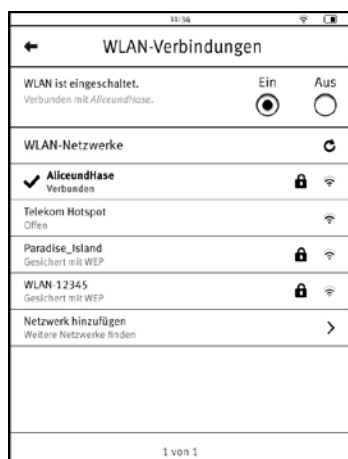 11:34
WLAN-Verbindungen
WLAN ist eingeschaltet.
Verbunden mit AliceundHase.
Ein
Aus
WLAN-Netzwerke
AliceundHase
Verbunden
Telekom Hotspot
Offen
Paradise_Island
Gesichert mit WEP
WLAN-12345
Gesichert mit WEP
Netzwerk hinzufügen
Weitere Netzwerke finden
1 von 1